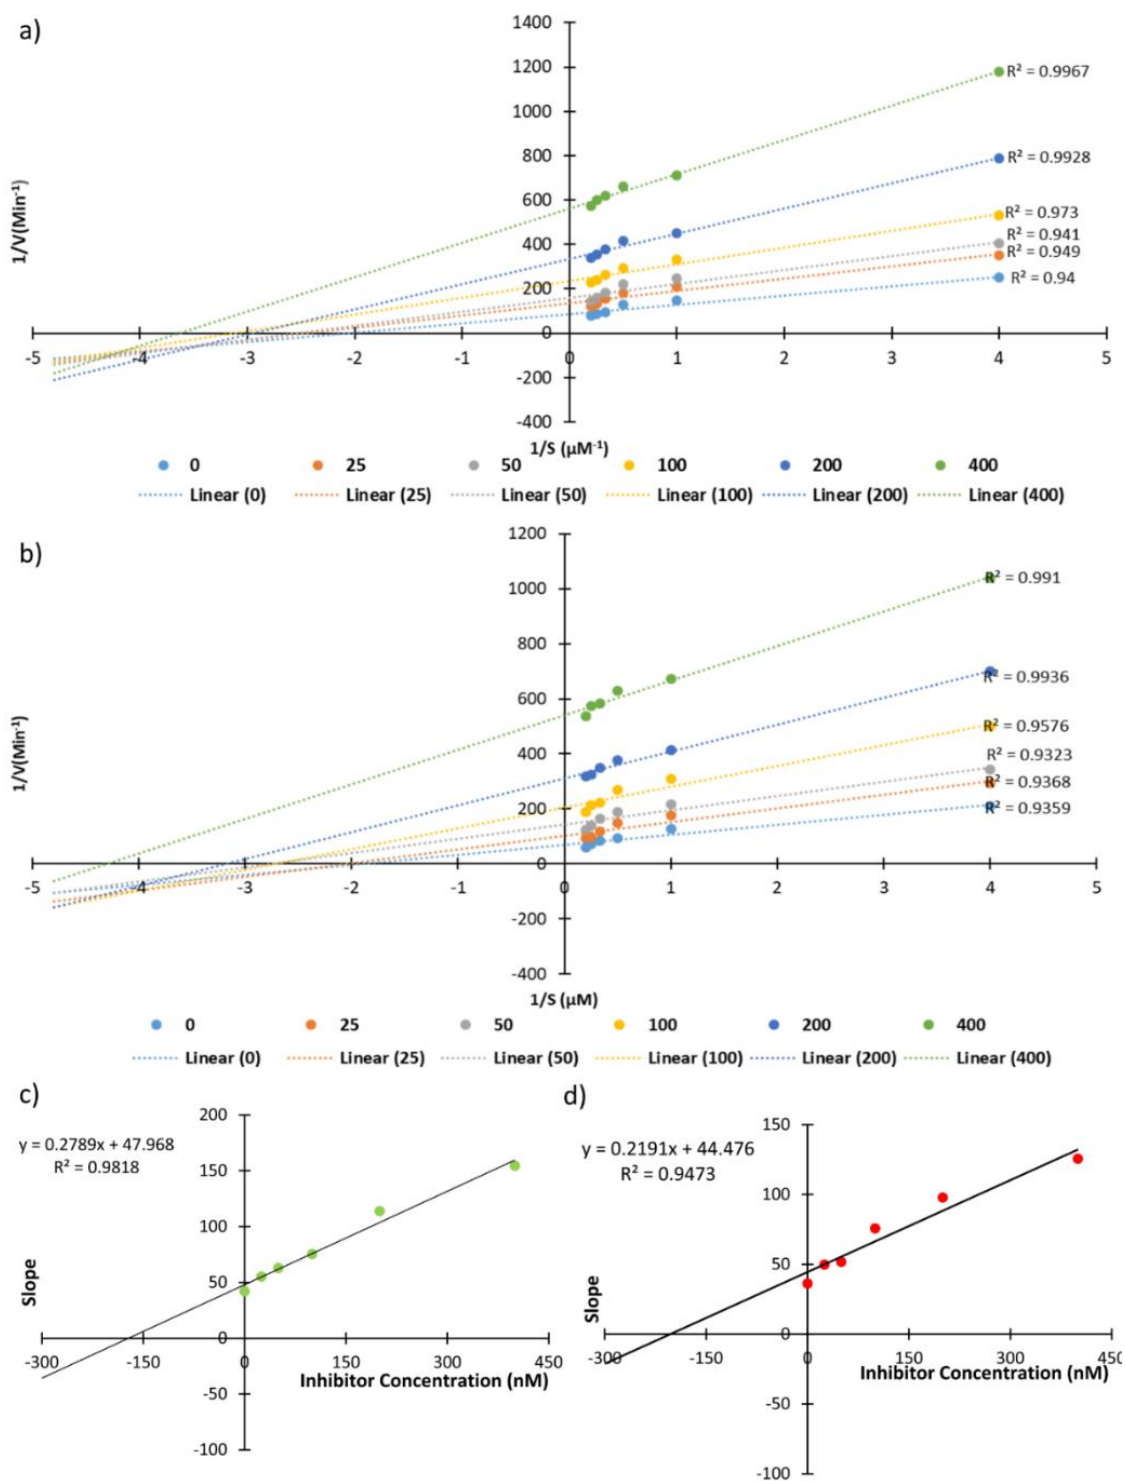 a)
1400
1200
1000
800
600
400
200
0
-200
-400
-5
-4
-3
-2
-1
0
1
2
3
4
5
1/V(Min⁻¹)
R² = 0.9967
R² = 0.9928
R² = 0.973
R² = 0.941
R² = 0.949
R² = 0.94
1/S (µM⁻¹)
0 25 50 100 200 400
Linear (0) Linear (25) Linear (50) Linear (100) Linear (200) Linear (400)
b)
1200
1000
800
600
400
200
0
-200
-400
-5
-4
-3
-2
-1
0
1
2
3
4
5
1/V(Min⁻¹)
R² = 0.991
R² = 0.9936
R² = 0.9576
R² = 0.9323
R² = 0.9368
R² = 0.9359
1/S (µM)
0 25 50 100 200 400
Linear (0) Linear (25) Linear (50) Linear (100) Linear (200) Linear (400)
c)
y = 0.2789x + 47.968
R² = 0.9818
200
150
100
50
0
-50
-100
-300
-150
0
150
300
450
Slope
Inhibitor Concentration (nM)
d)
y = 0.2191x + 44.476
R² = 0.9473
150
100
50
0
-50
-100
-300
-150
0
150
300
450
Slope
Inhibitor Concentration (nM)